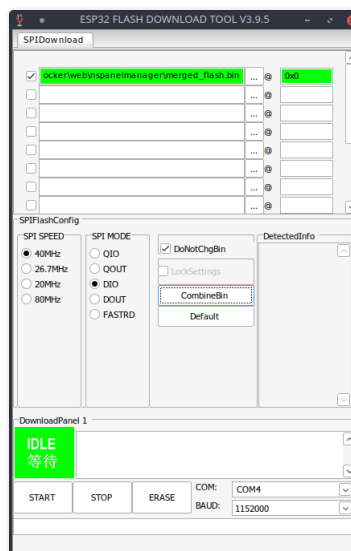 ESP32 FLASH DOWNLOAD TOOL V3.9.5
SPIDownload
ocker\web\nspanelmanager\merged_flash.bin ... @ 0x0
... @
... @
... @
... @
... @
... @
... @
SPIFlashConfig
SPI SPEED
40MHz
26.7MHz
20MHz
80MHz
SPI MODE
QIO
QOUT
DIO
DOUT
FASTRD
DoNotChgBin
LockSettings
CombineBin
Default
DetectedInfo
DownloadPanel 1
IDLE
等待
START STOP ERASE
COM: COM4
BAUD: 1152000